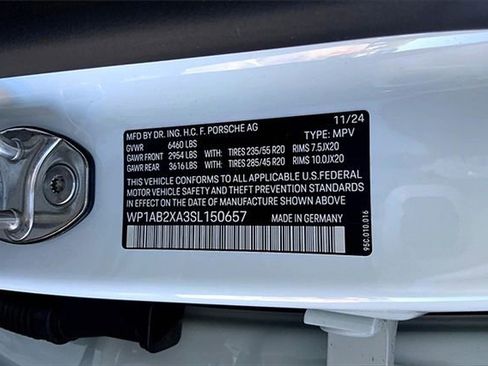 MFD BY DR. ING. H.C. F. PORSCHE AG 11/24
GVWR 6460 LBS TYPE: MPV
GAWR FRONT 2954 LBS WITH: TIRES 235/55 R20 RIMS 7.5JX20
GAWR REAR 3616 LBS WITH: TIRES 285/45 R20 RIMS 10.0JX20
THIS VEHICLE CONFORMS TO ALL APPLICABLE U.S.FEDERAL
MOTOR VEHICLE SAFETY AND THEFT PREVENTION STANDARDS
IN EFFECT ON THE DATE OF MANUFACTURE SHOWN ABOVE
WP1AB2XA3SL150657 MADE IN GERMANY
95C.010.016